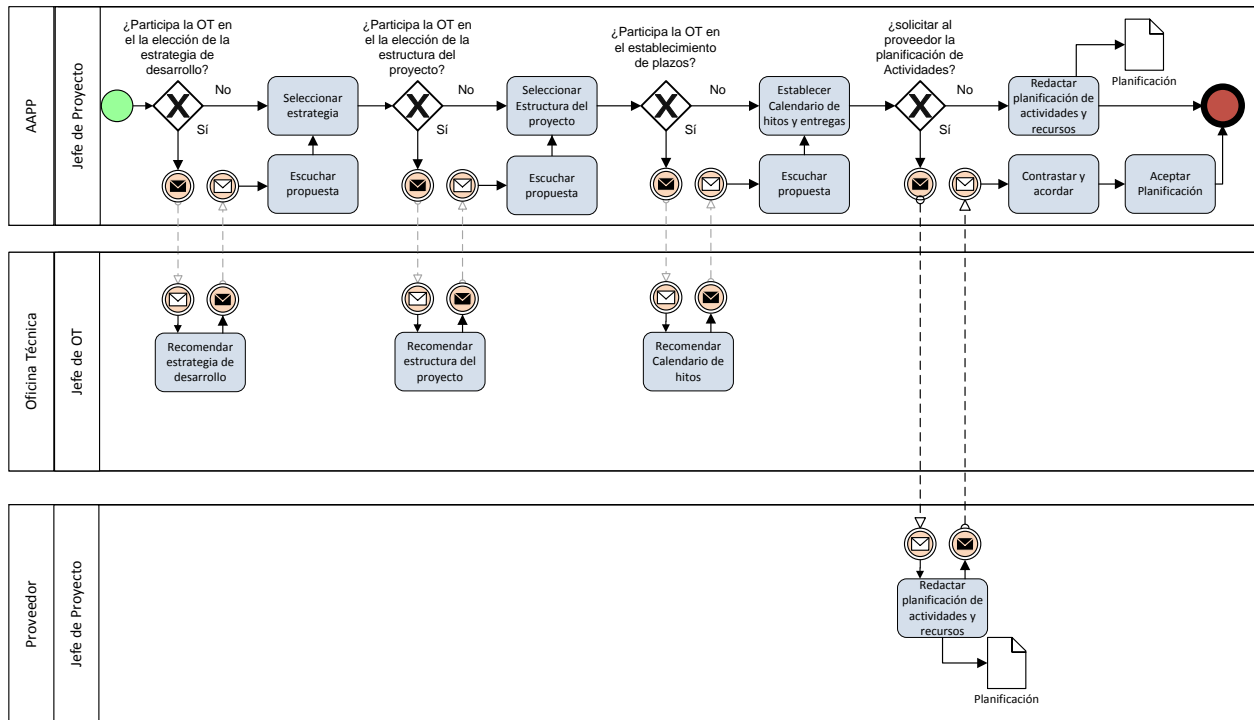 AAPP
Jefe de Proyecto
¿Participa la OT en
el la elección de la
estrategia de
desarrollo?
No
Sí
Seleccionar
estrategia
Escuchar
propuesta
¿Participa la OT en
el la elección de la
estructura del
proyecto?
No
Sí
Seleccionar
Estructura del
proyecto
Escuchar
propuesta
¿Participa la OT en
el establecimiento
de plazos?
No
Sí
Establecer
Calendario de
hitos y entregas
Escuchar
propuesta
¿solicitar al
proveedor la
planificación de
Actividades?
No
Sí
Redactar
planificación de
actividades y
recursos
Planificación
Contrastar y
acordar
Aceptar
Planificación
Oficina Técnica
Jefe de OT
Recomendar
estrategia de
desarrollo
Recomendar
estructura del
proyecto
Recomendar
Calendario de
hitos
Proveedor
Jefe de Proyecto
Redactar
planificación de
actividades y
recursos
Planificación